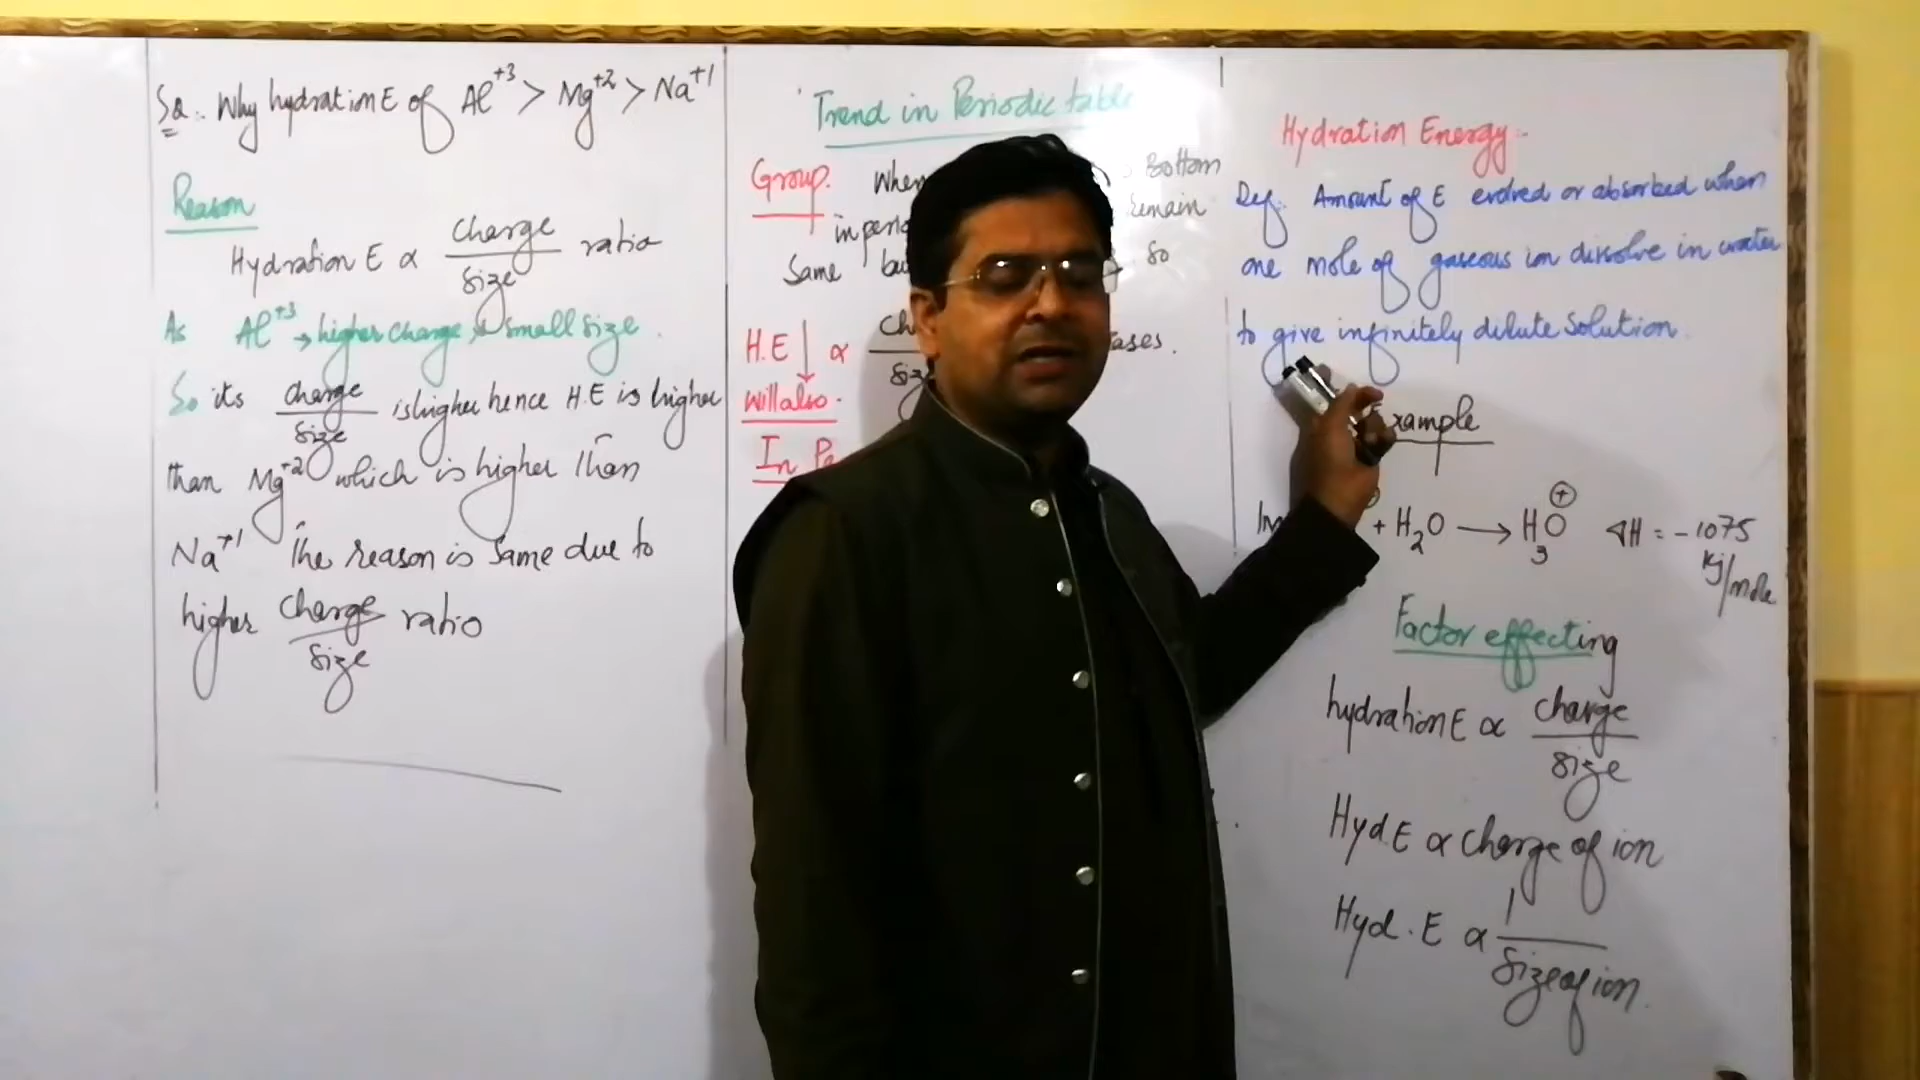 SQ:- Why hydration E of Al+3 > Mg+2 > Na+1
Reason
Hydration E ∝ charge/size ratio
As Al+3 → higher charge & small size.
So its charge/size is higher hence H.E is higher
than Mg+2 which is higher than
Na+1 The reason is same due to
higher charge/size ratio
Trend in Periodic table
Group. When Bottom
in remain
Same so
H.E ↓ ∝
will also.
In
Hydration Energy:-
Def:. Amount of E evolved or absorbed when
one mole of gaseous ion dissolve in water
to give infinitely dilute solution.
Example
+ H2O → H3O+ ΔH = -1075
Kj/mole
Factor effecting
hydration E ∝ charge/size
Hyd.E ∝ charge of ion
Hyd.E ∝ 1/size of ion.